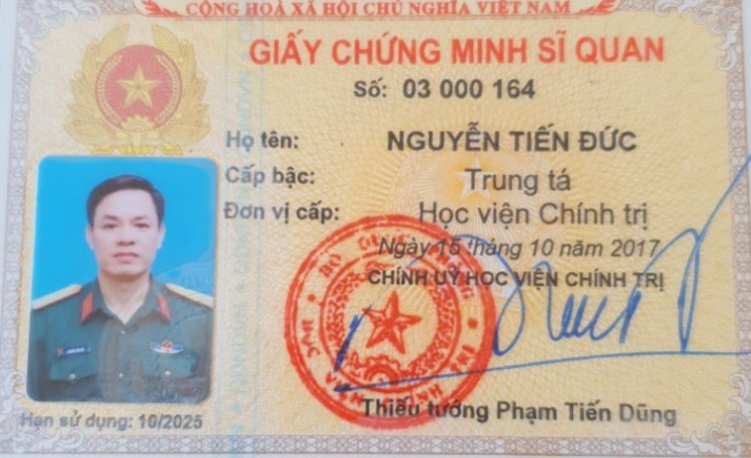 CỘNG HOÀ XÃ HỘI CHỦ NGHĨA VIỆT NAM
GIẤY CHỨNG MINH SĨ QUAN
Số: 03 000 164
Họ tên: NGUYỄN TIẾN ĐỨC
Cấp bậc: Trung tá
Đơn vị cấp: Học viện Chính trị
Ngày 15 tháng 10 năm 2017
CHÍNH UỶ HỌC VIỆN CHÍNH TRỊ
Thiếu tướng Phạm Tiến Dũng
Hạn sử dụng: 10/2025